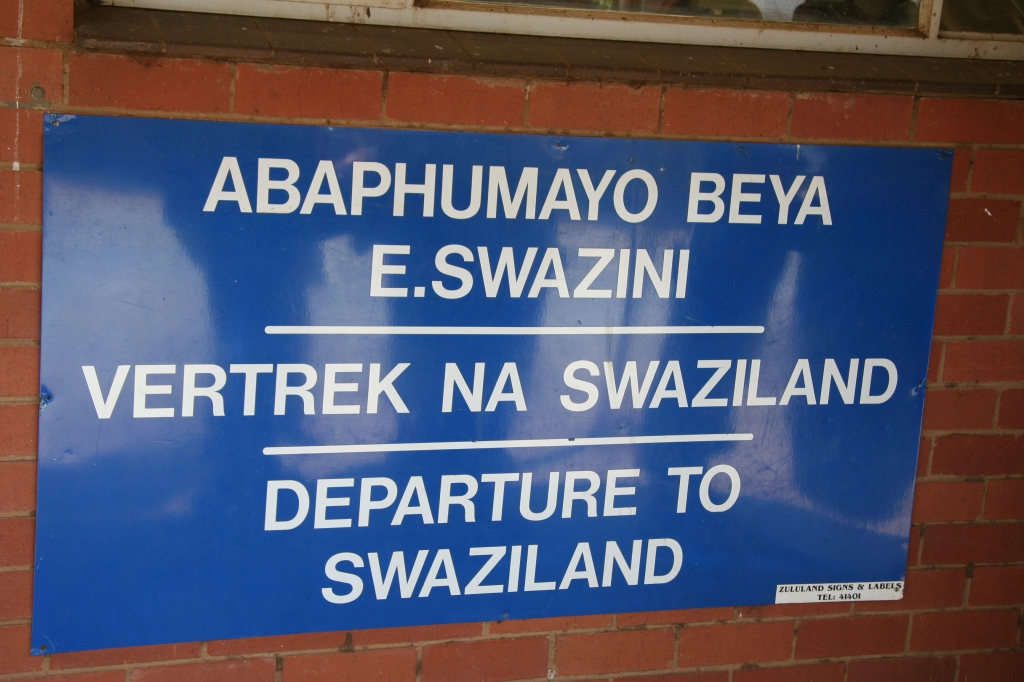 ABAPHUMAYO BEYA
E.SWAZINI
VERTREK NA SWAZILAND
DEPARTURE TO
SWAZILAND
ZULULAND SIGNS & LABELS
TEL: 41401